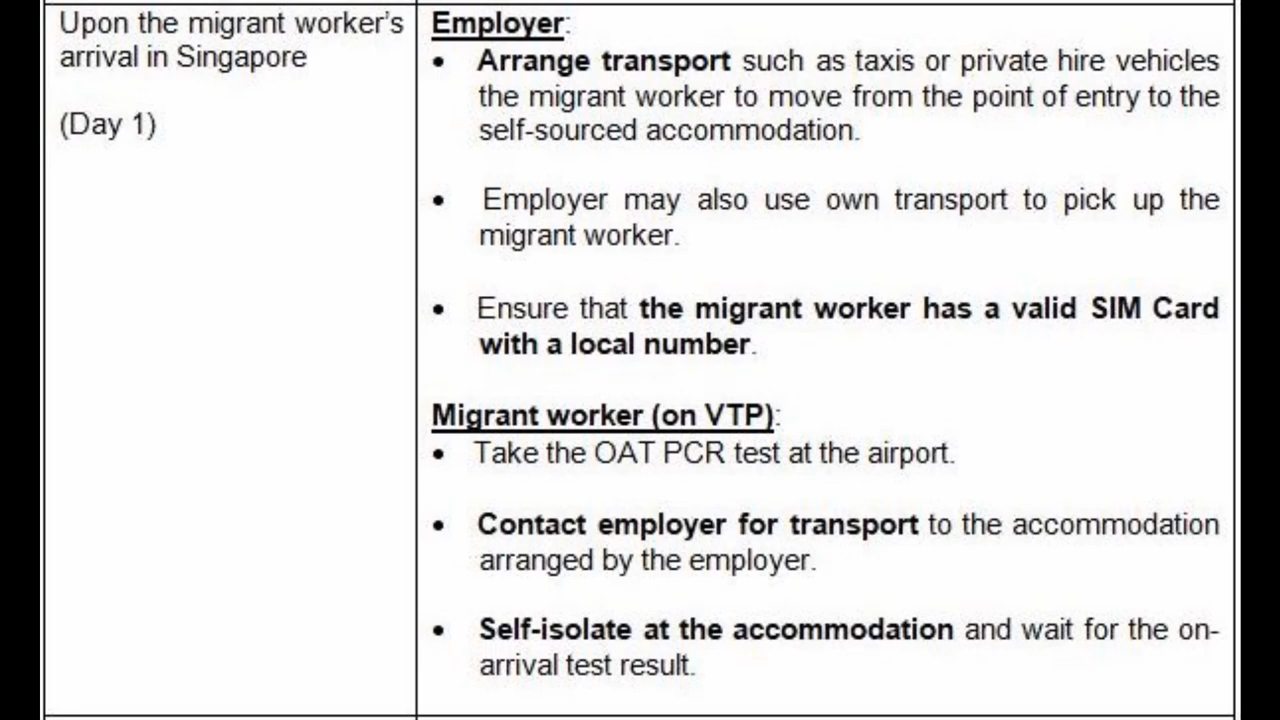 Upon the migrant worker's
arrival in Singapore
(Day 1)
Employer:
• Arrange transport such as taxis or private hire vehicles
the migrant worker to move from the point of entry to the
self-sourced accommodation.
• Employer may also use own transport to pick up the
migrant worker.
• Ensure that the migrant worker has a valid SIM Card
with a local number.
Migrant worker (on VTP):
• Take the OAT PCR test at the airport.
• Contact employer for transport to the accommodation
arranged by the employer.
• Self-isolate at the accommodation and wait for the on-
arrival test result.